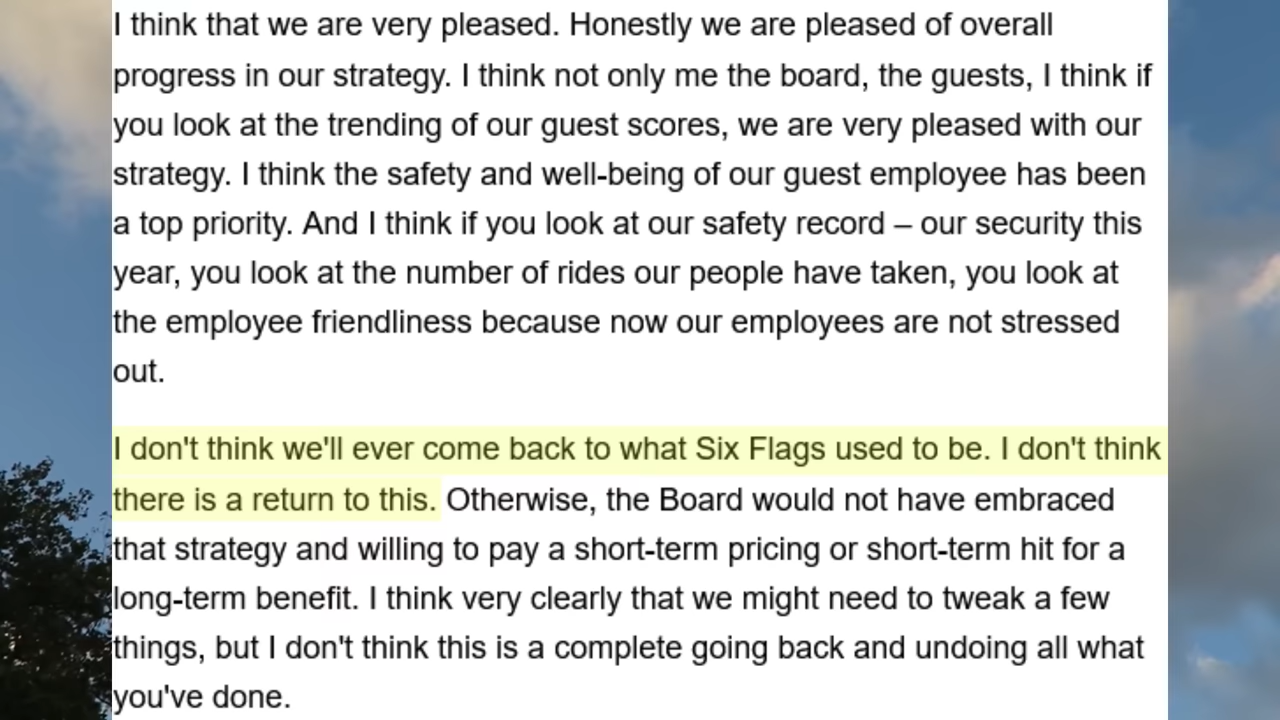 I think that we are very pleased. Honestly we are pleased of overall
progress in our strategy. I think not only me the board, the guests, I think if
you look at the trending of our guest scores, we are very pleased with our
strategy. I think the safety and well-being of our guest employee has been
a top priority. And I think if you look at our safety record – our security this
year, you look at the number of rides our people have taken, you look at
the employee friendliness because now our employees are not stressed
out.
I don't think we'll ever come back to what Six Flags used to be. I don't think
there is a return to this. Otherwise, the Board would not have embraced
that strategy and willing to pay a short-term pricing or short-term hit for a
long-term benefit. I think very clearly that we might need to tweak a few
things, but I don't think this is a complete going back and undoing all what
you've done.